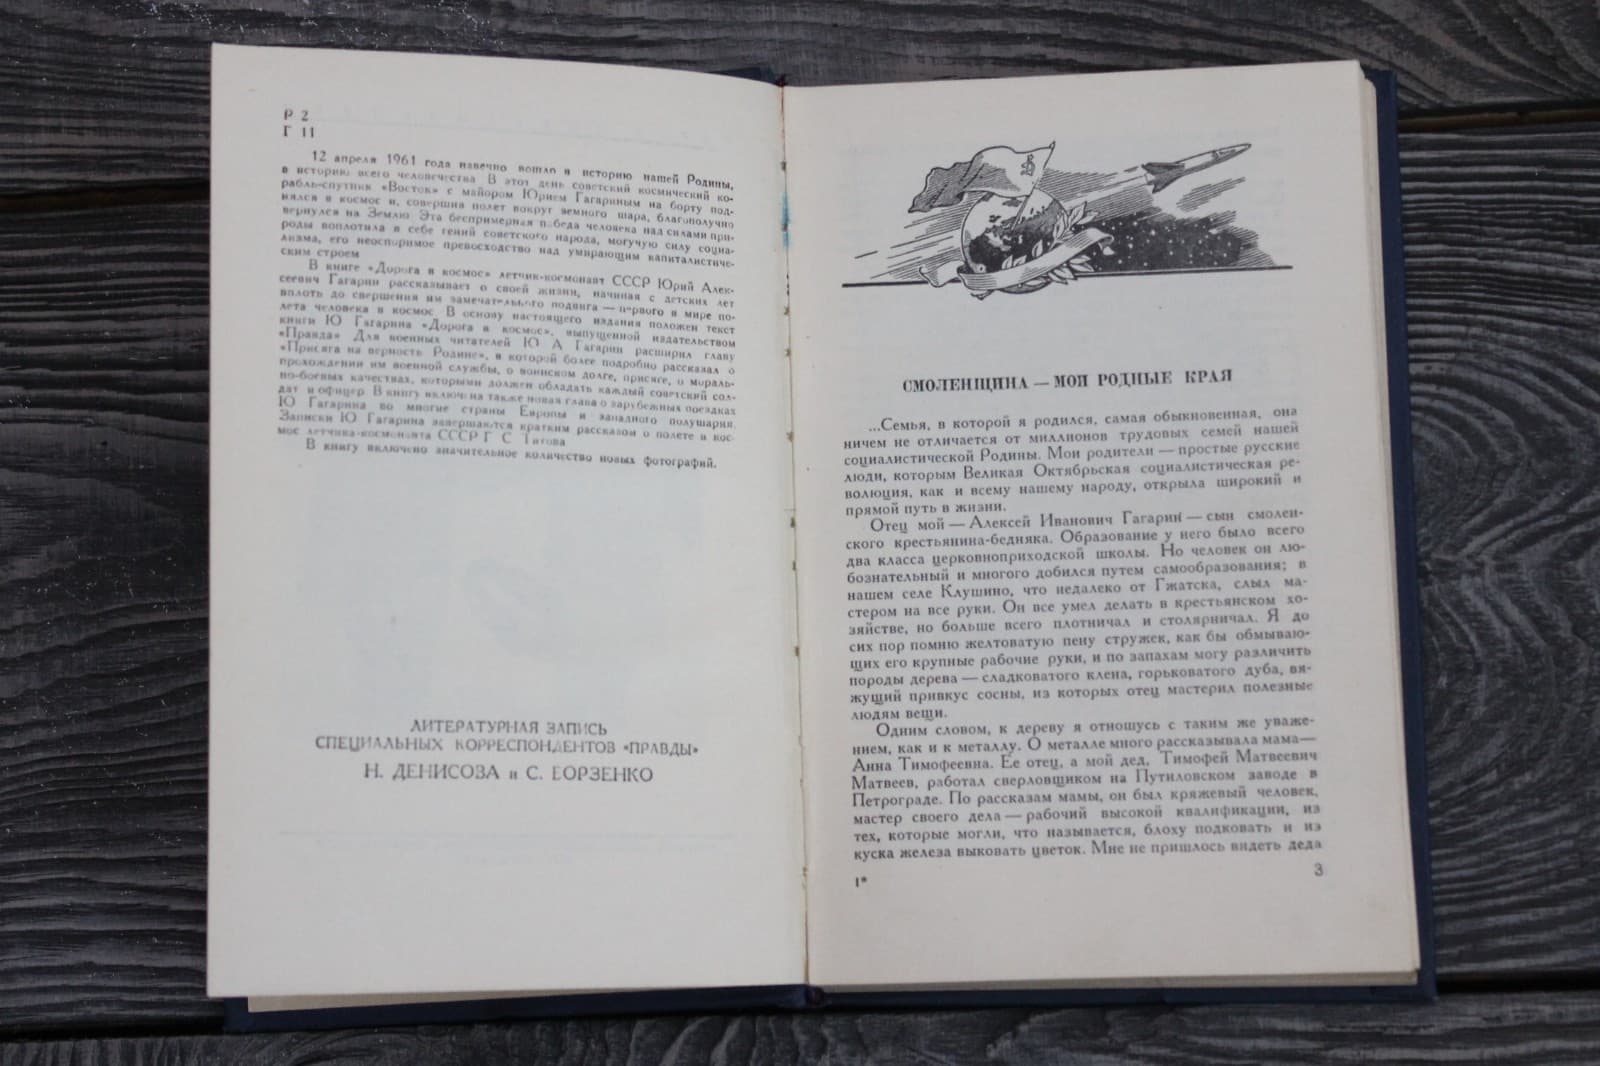 Р 2
Г 11
12 апреля 1961 года навечно вошло в историю нашей Родины,
в историю всего человечества В этот день советский космический ко-
рабль-спутник «Восток» с майором Юрием Гагариным на борту под-
нялся в космос и, совершив полет вокруг земного шара, благополучно
вернулся на Землю Эта беспримерная победа человека над силами при-
роды воплотила в себе гений советского народа, могучую силу социа-
лизма, его неоспоримое превосходство над умирающим капиталистиче-
ским строем
В книге «Дорога в космос» летчик-космонавт СССР Юрий Алек-
сеевич Гагарин рассказывает о своей жизни, начиная с детских лет
вплоть до свершения им замечательного подвига — первого в мире по-
лета человека в космос В основу настоящего издания положен текст
книги Ю Гагарина «Дорога в космос», выпущенной издательством
«Правда» Для военных читателей Ю А Гагарин расширил главу
«Присяга на верность Родине», в которой более подробно рассказал о
прохождении им военной службы, о воинском долге, присяге, о мораль-
но-боевых качествах, которыми должен обладать каждый советский сол-
дат и офицер В книгу включена также новая глава о зарубежных поездках
Ю Гагарина во многие страны Европы и западного полушария.
Записки Ю Гагарина завершаются кратким рассказом о полете в кос-
мос летчика-космонавта СССР Г С Титова
В книгу включено значительное количество новых фотографий.
ЛИТЕРАТУРНАЯ ЗАПИСЬ
СПЕЦИАЛЬНЫХ КОРРЕСПОНДЕНТОВ «ПРАВДЫ»
Н. ДЕНИСОВА и С. БОРЗЕНКО
СМОЛЕНЩИНА — МОИ РОДНЫЕ КРАЯ
...Семья, в которой я родился, самая обыкновенная, она
ничем не отличается от миллионов трудовых семей нашей
социалистической Родины. Мои родители — простые русские
люди, которым Великая Октябрьская социалистическая ре-
волюция, как и всему нашему народу, открыла широкий и
прямой путь в жизни.
Отец мой — Алексей Иванович Гагарин — сын смолен-
ского крестьянина-бедняка. Образование у него было всего
два класса церковноприходской школы. Но человек он лю-
бознательный и многого добился путем самообразования; в
нашем селе Клушино, что недалеко от Гжатска, слыл ма-
стером на все руки. Он все умел делать в крестьянском хо-
зяйстве, но больше всего плотничал и столярничал. Я до
сих пор помню желтоватую пену стружек, как бы обмываю-
щих его крупные рабочие руки, и по запахам могу различить
породы дерева — сладковатого клена, горьковатого дуба, вя-
жущий привкус сосны, из которых отец мастерил полезные
людям вещи.
Одним словом, к дереву я отношусь с таким же уваже-
нием, как и к металлу. О металле много рассказывала мама—
Анна Тимофеевна. Ее отец, а мой дед, Тимофей Матвеевич
Матвеев, работал сверловщиком на Путиловском заводе в
Петрограде. По рассказам мамы, он был кряжевый человек,
мастер своего дела — рабочий высокой квалификации, из
тех, которые могли, что называется, блоху подковать и из
куска железа выковать цветок. Мне не пришлось видеть деда
1*
3